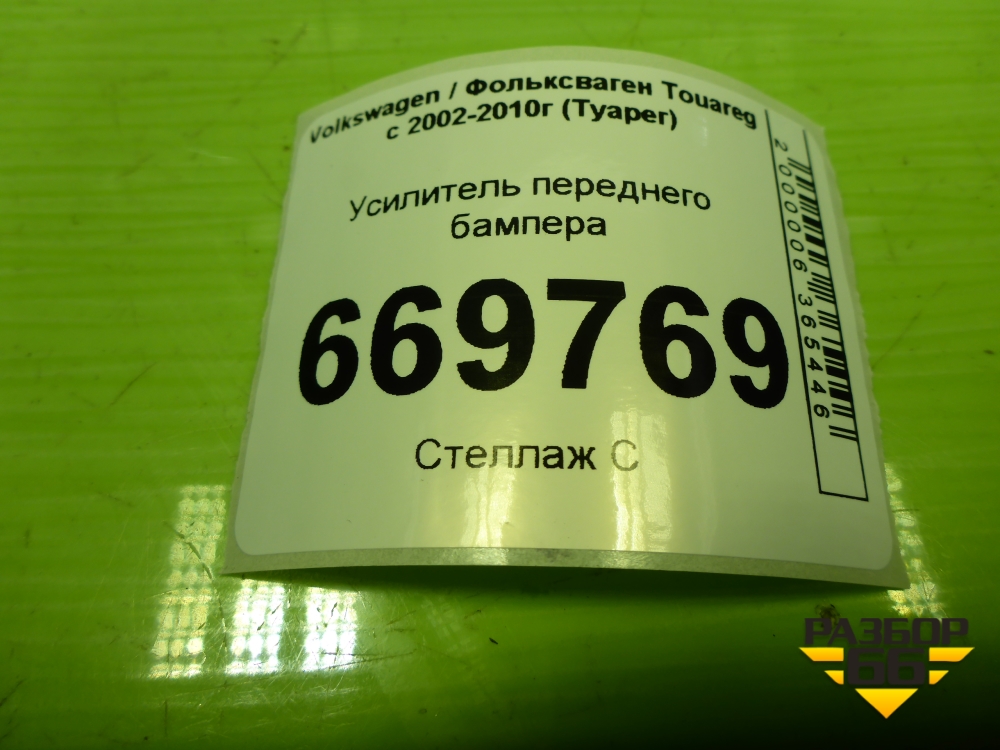 Volkswagen / Фольксваген Touareg
с 2002-2010г (Туарег)
Усилитель переднего
бампера
669769
Стеллаж С
2000006365446
РАЗБОР
66